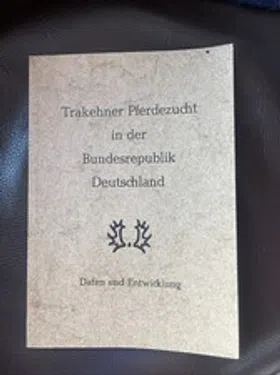 Trakehner Pferdezucht
in der
Bundesrepublik
Deutschland
Daten und Entwicklung